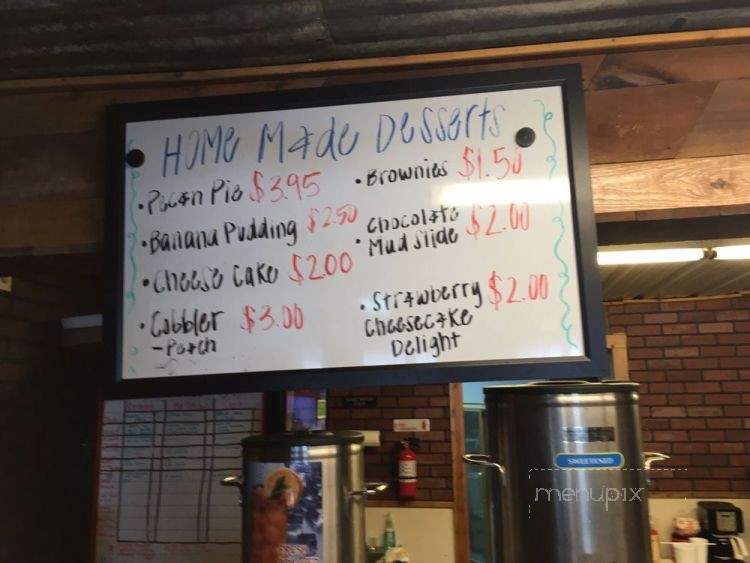 HOME Made Desserts
• Pecan Pie $3.95
• Banana Pudding $2.50
• Cheese Cake $2.00
• Cobbler $3.00
- Peach
• Brownies $1.50
• Chocolate $2.00
Mud slide
• Strawberry $2.00
Cheesecake
Delight
SWEETENED
menupix